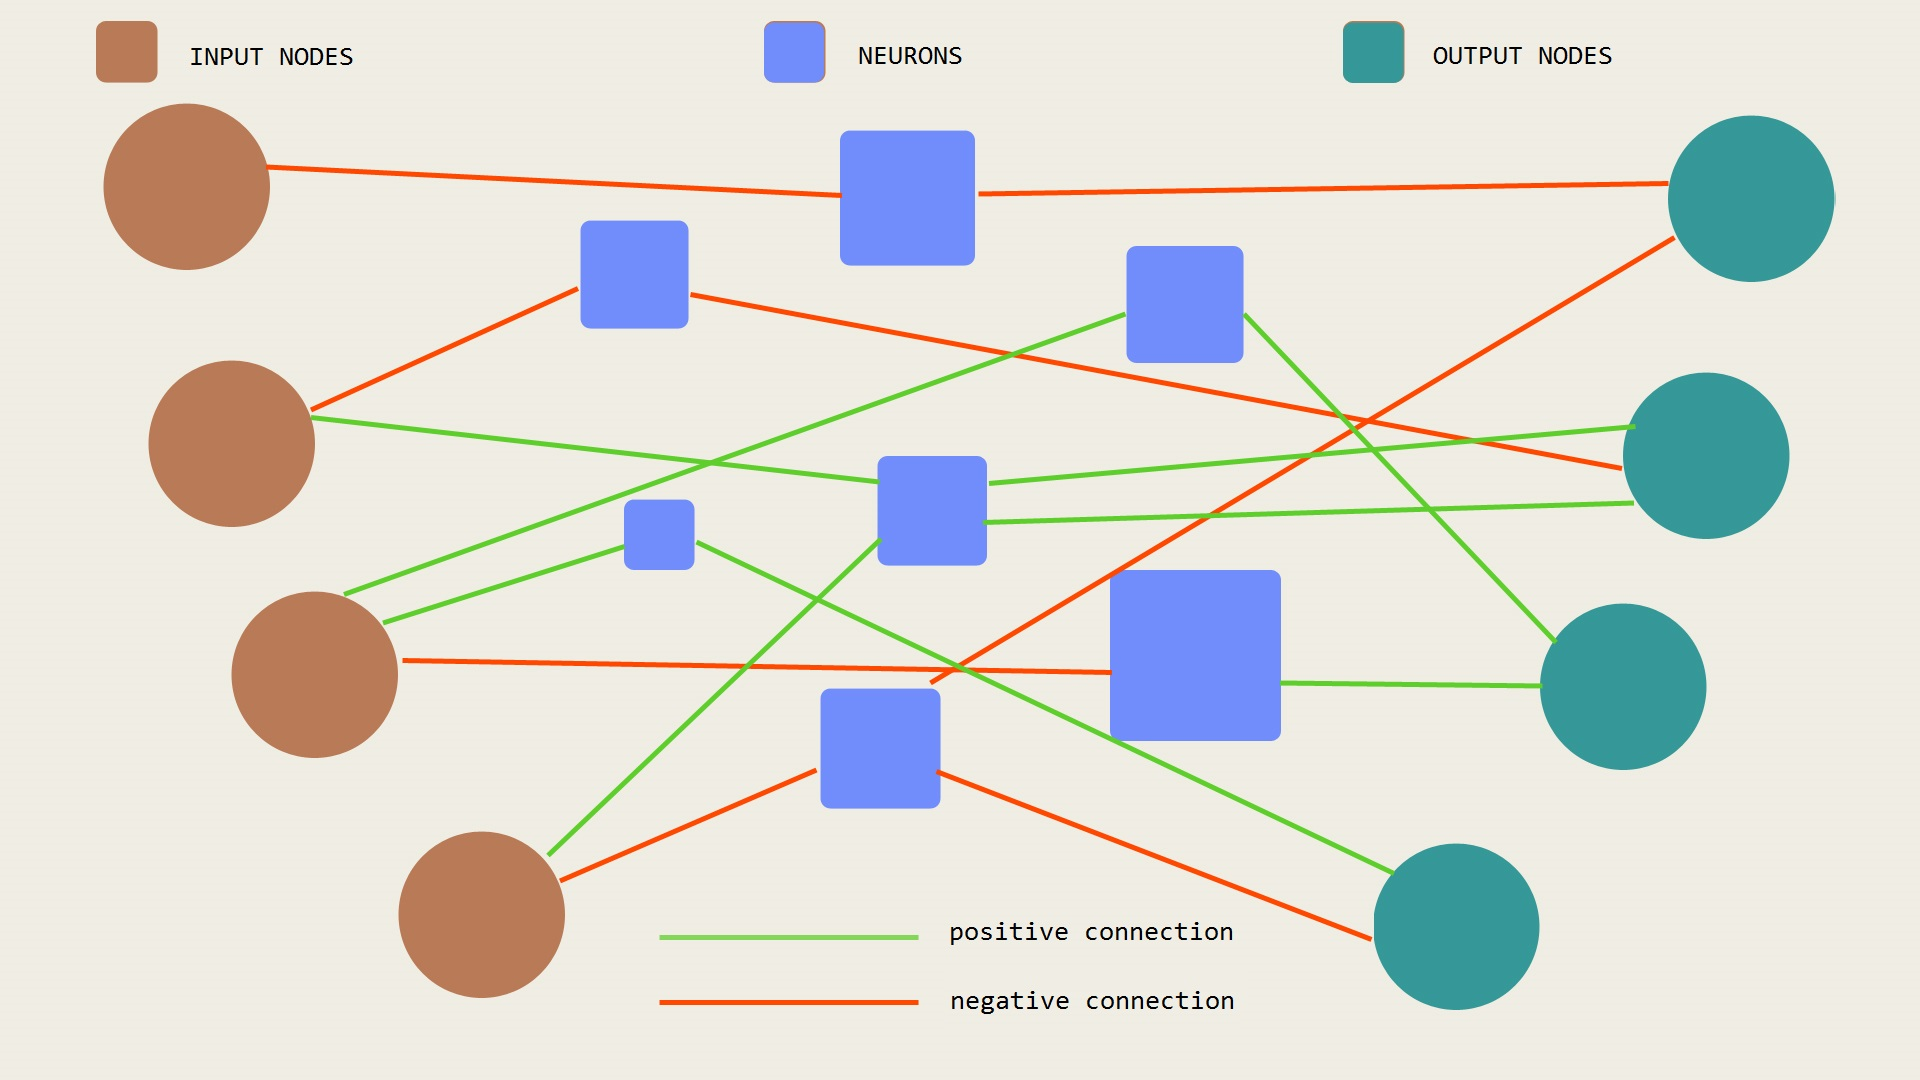 INPUT NODES
NEURONS
OUTPUT NODES
positive connection
negative connection